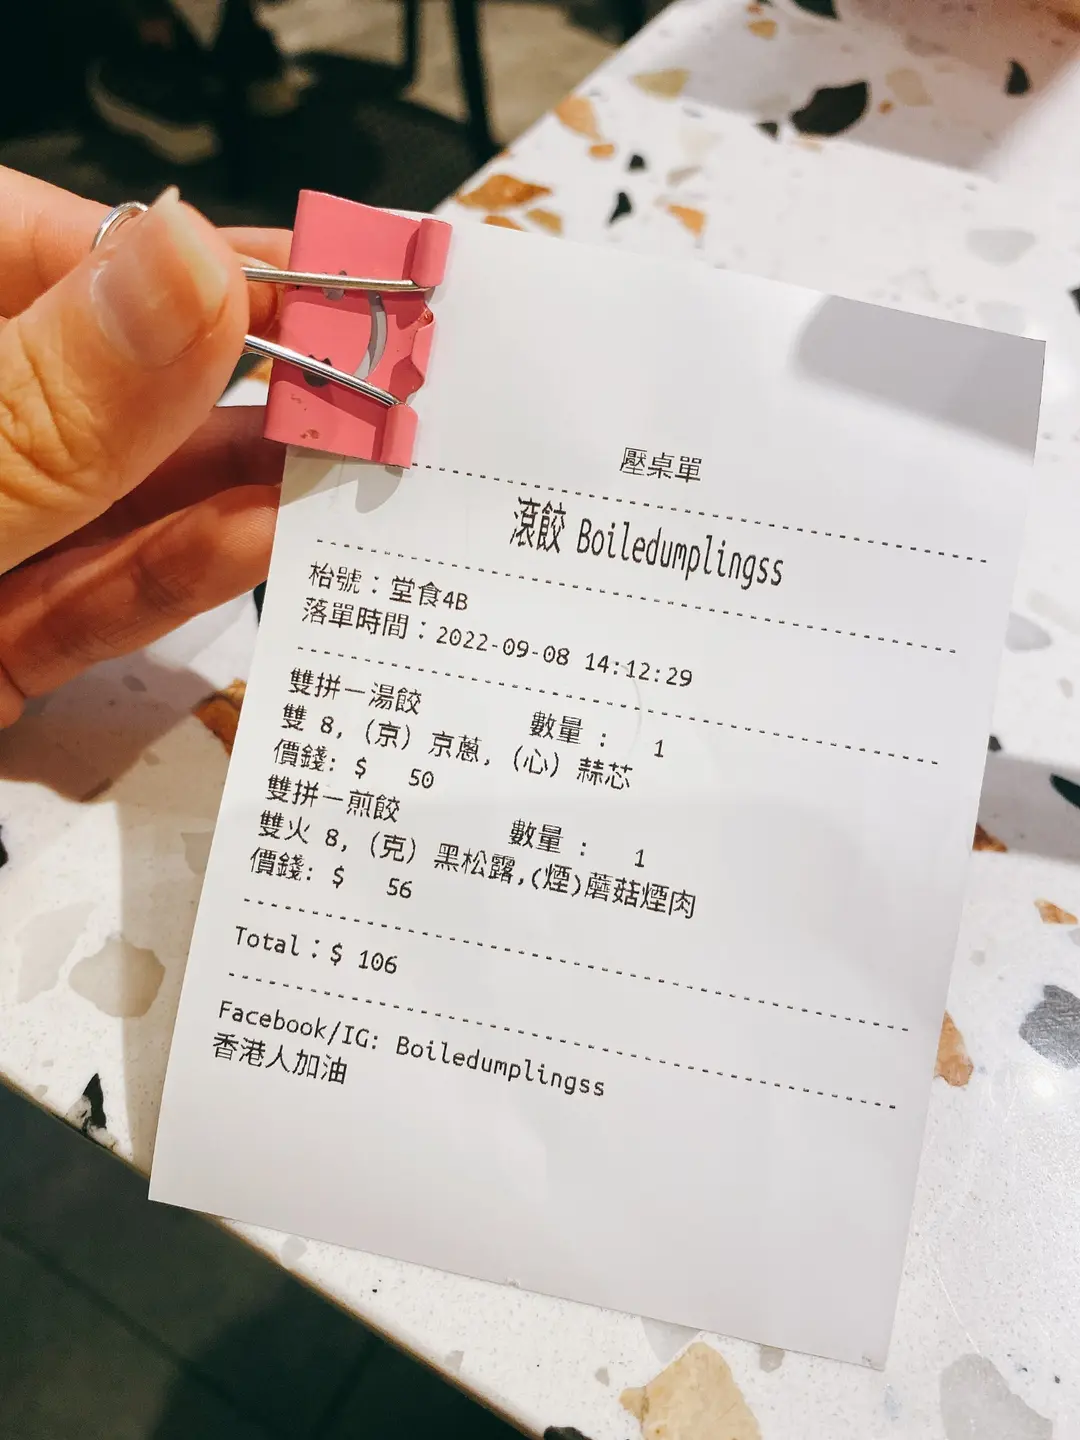 壓桌單
滾餃 Boiledumplingss
枱號：堂食4B
落單時間：2022-09-08 14:12:29
雙拼－湯餃 數量： 1
雙 8, (京) 京蔥, (心) 蒜芯
價錢: $ 50
雙拼－煎餃 數量： 1
雙火 8, (克) 黑松露,(煙)蘑菇煙肉
價錢: $ 56
Total：$ 106
Facebook/IG: Boiledumplingss
香港人加油